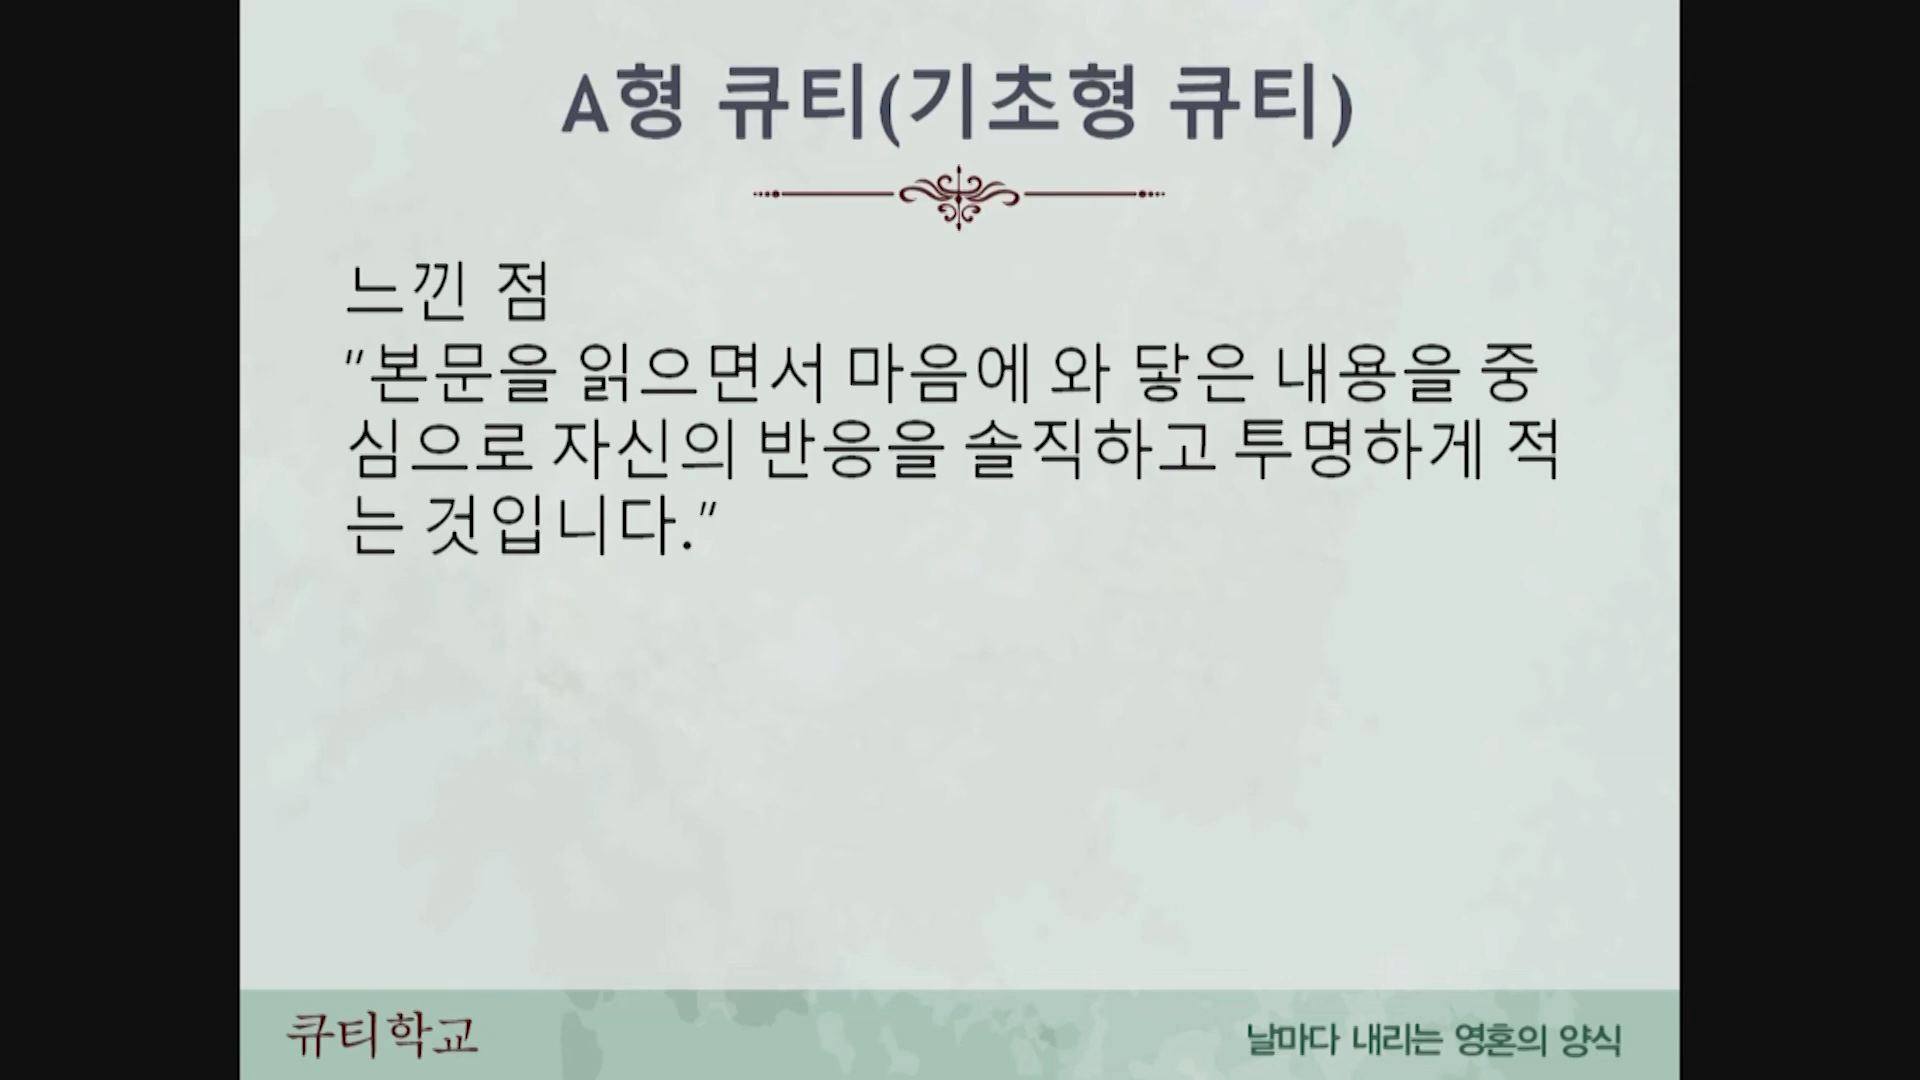 A형 큐티(기초형 큐티)
느낀 점
"본문을 읽으면서 마음에 와 닿은 내용을 중
심으로 자신의 반응을 솔직하고 투명하게 적
는 것입니다."
큐티학교
날마다 내리는 영혼의 양식